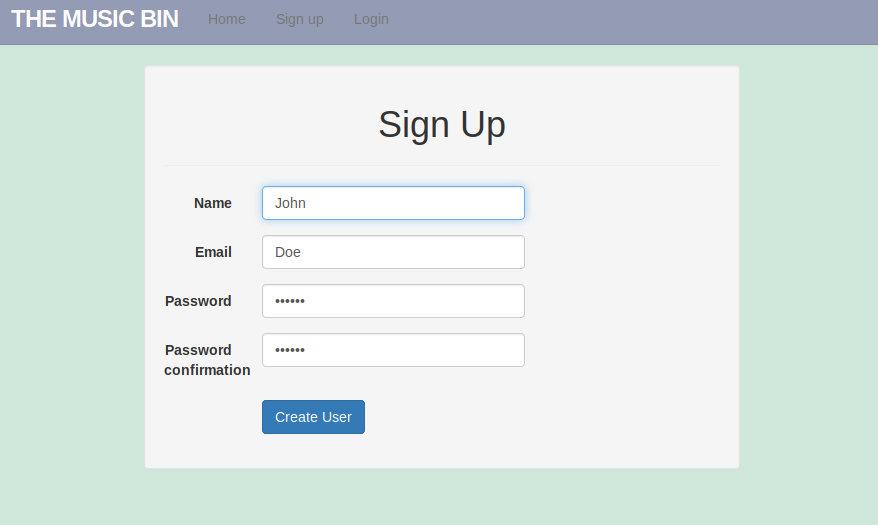 THE MUSIC BIN Home Sign up Login
Sign Up
Name John
Email Doe
Password ••••••
Password ••••••
confirmation
Create User